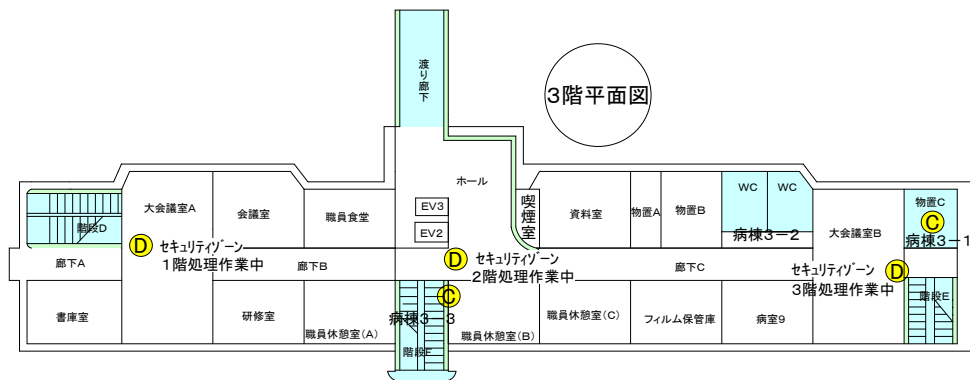 渡り廊下
3階平面図
ホール
EV3
EV2
喫煙室
階段D
大会議室A
会議室
職員食堂
資料室
物置A
物置B
WC
WC
病棟3-2
大会議室B
物置C
C
病棟3-1
D
セキュリティゾーン
1階処理作業中
D
セキュリティゾーン
2階処理作業中
セキュリティゾーン
3階処理作業中
D
廊下A
廊下B
廊下C
C
病棟3-3
階段F
階段E
書庫室
研修室
職員休憩室(A)
職員休憩室(B)
職員休憩室(C)
フィルム保管庫
病室9